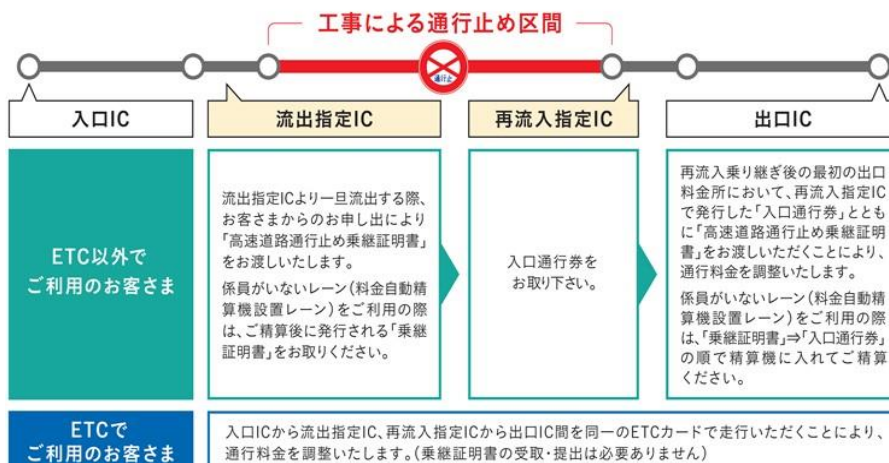 工事による通行止め区間
通行止
入口IC
流出指定IC
再流入指定IC
出口IC
ETC以外で
ご利用のお客さま
流出指定ICより一旦流出する際、
お客さまからのお申し出により
「高速道路通行止め乗継証明書」
をお渡しいたします。
係員がいないレーン(料金自動精
算機設置レーン)をご利用の際
は、ご精算後に発行される「乗継
証明書」をお取りください。
入口通行券を
お取り下さい。
再流入乗り継ぎ後の最初の出口
料金所において、再流入指定IC
で発行した「入口通行券」ととも
に「高速道路通行止め乗継証明
書」をお渡しいただくことにより、
通行料金を調整いたします。
係員がいないレーン(料金自動精
算機設置レーン)をご利用の際
は、「乗継証明書」⇒「入口通行券」
の順で精算機に入れてご精算
ください。
ETCで
ご利用のお客さま
入口ICから流出指定IC、再流入指定ICから出口IC間を同一のETCカードで走行いただくことにより、
通行料金を調整いたします。(乗継証明書の受取・提出は必要ありません)